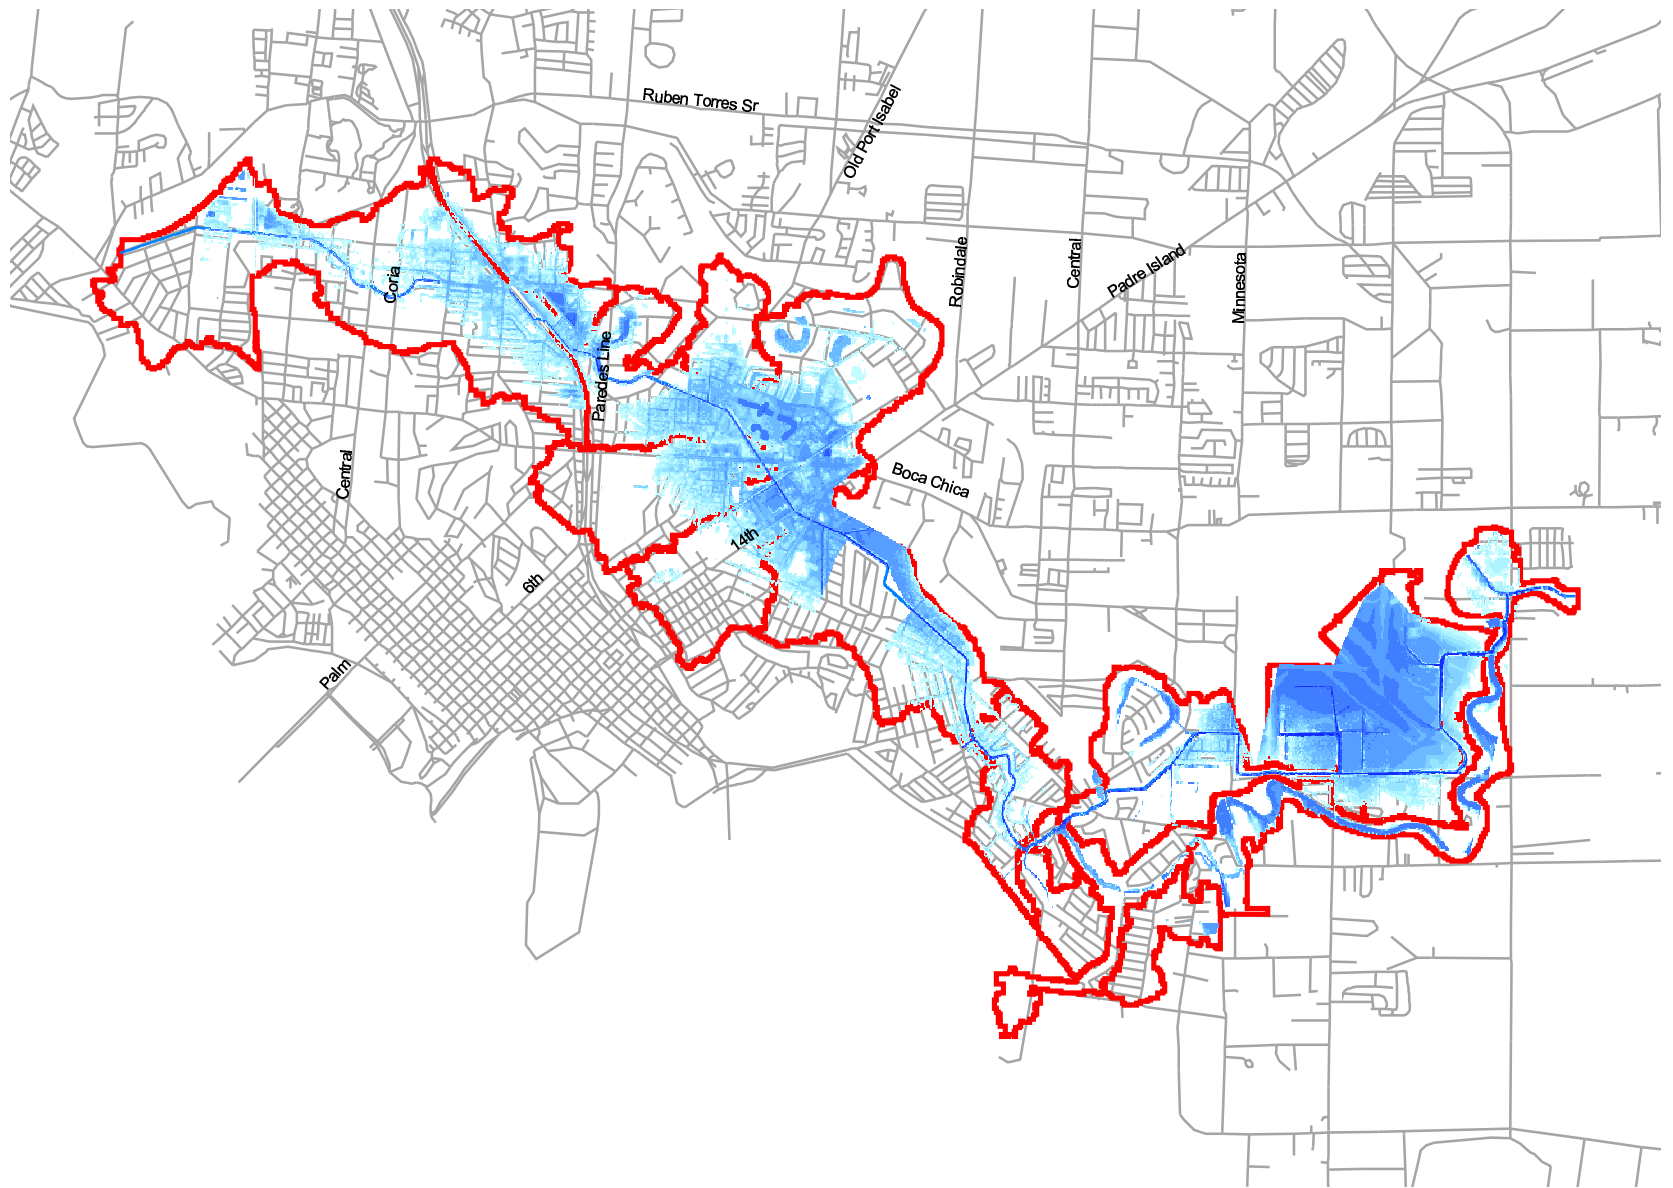 Ruben Torres Sr
Old Port Isabel
Robindale
Central
Padre Island
Minnesota
Coria
Paredes Line
Central
Boca Chica
14th
6th
Palm